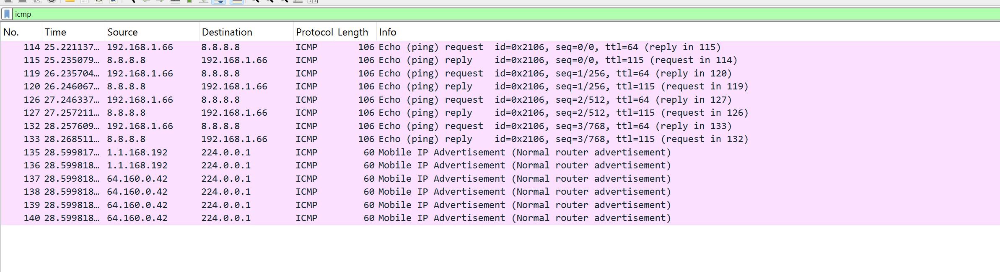 icmp
No. Time Source Destination Protocol Length Info
114 25.221137… 192.168.1.66 8.8.8.8 ICMP 106 Echo (ping) request id=0x2106, seq=0/0, ttl=64 (reply in 115)
115 25.235079… 8.8.8.8 192.168.1.66 ICMP 106 Echo (ping) reply id=0x2106, seq=0/0, ttl=115 (request in 114)
119 26.235704… 192.168.1.66 8.8.8.8 ICMP 106 Echo (ping) request id=0x2106, seq=1/256, ttl=64 (reply in 120)
120 26.246067… 8.8.8.8 192.168.1.66 ICMP 106 Echo (ping) reply id=0x2106, seq=1/256, ttl=115 (request in 119)
126 27.246337… 192.168.1.66 8.8.8.8 ICMP 106 Echo (ping) request id=0x2106, seq=2/512, ttl=64 (reply in 127)
127 27.257211… 8.8.8.8 192.168.1.66 ICMP 106 Echo (ping) reply id=0x2106, seq=2/512, ttl=115 (request in 126)
132 28.257609… 192.168.1.66 8.8.8.8 ICMP 106 Echo (ping) request id=0x2106, seq=3/768, ttl=64 (reply in 133)
133 28.268511… 8.8.8.8 192.168.1.66 ICMP 106 Echo (ping) reply id=0x2106, seq=3/768, ttl=115 (request in 132)
135 28.599817… 1.1.168.192 224.0.0.1 ICMP 60 Mobile IP Advertisement (Normal router advertisement)
136 28.599818… 1.1.168.192 224.0.0.1 ICMP 60 Mobile IP Advertisement (Normal router advertisement)
137 28.599818… 64.160.0.42 224.0.0.1 ICMP 60 Mobile IP Advertisement (Normal router advertisement)
138 28.599818… 64.160.0.42 224.0.0.1 ICMP 60 Mobile IP Advertisement (Normal router advertisement)
139 28.599818… 64.160.0.42 224.0.0.1 ICMP 60 Mobile IP Advertisement (Normal router advertisement)
140 28.599818… 64.160.0.42 224.0.0.1 ICMP 60 Mobile IP Advertisement (Normal router advertisement)